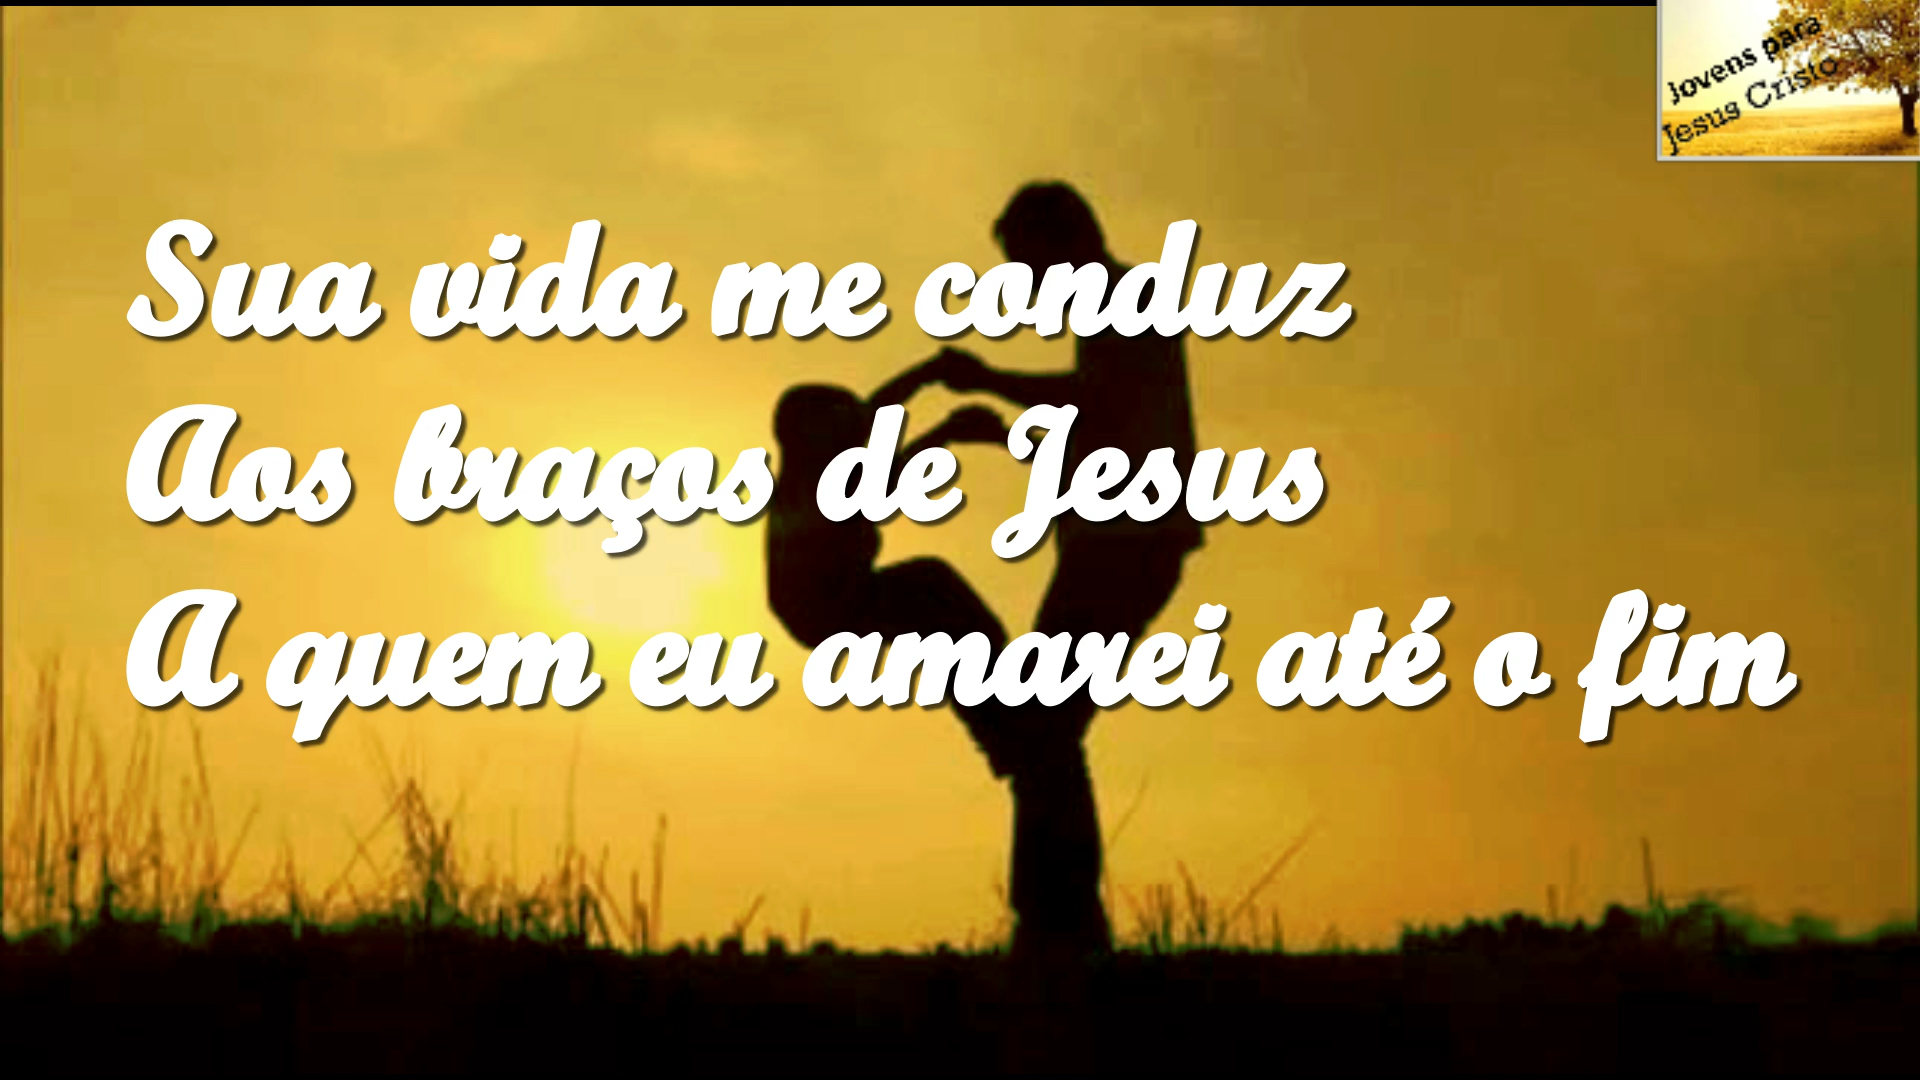 Jovens para
Jesus Cristo
Sua vida me conduz
Aos braços de Jesus
A quem eu amarei até o fim